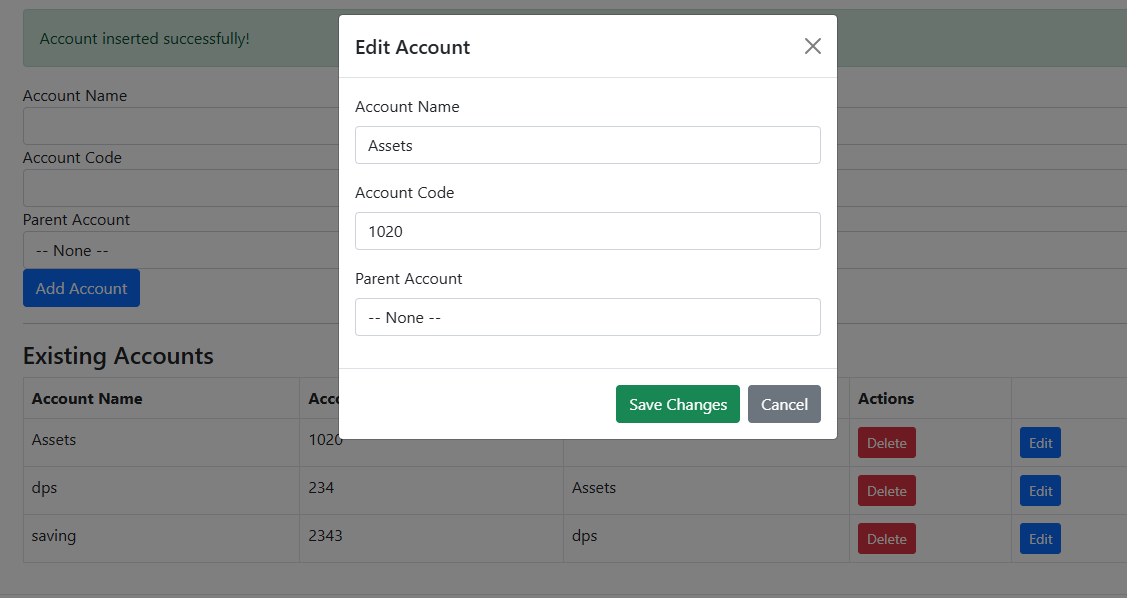 Account inserted successfully!
Account Name
Account Code
Parent Account
-- None --
Add Account
Edit Account
Account Name
Assets
Account Code
1020
Parent Account
-- None --
Save Changes
Cancel
Existing Accounts
Account Name Acco Actions
Assets 1020 Delete Edit
dps 234 Assets Delete Edit
saving 2343 dps Delete Edit